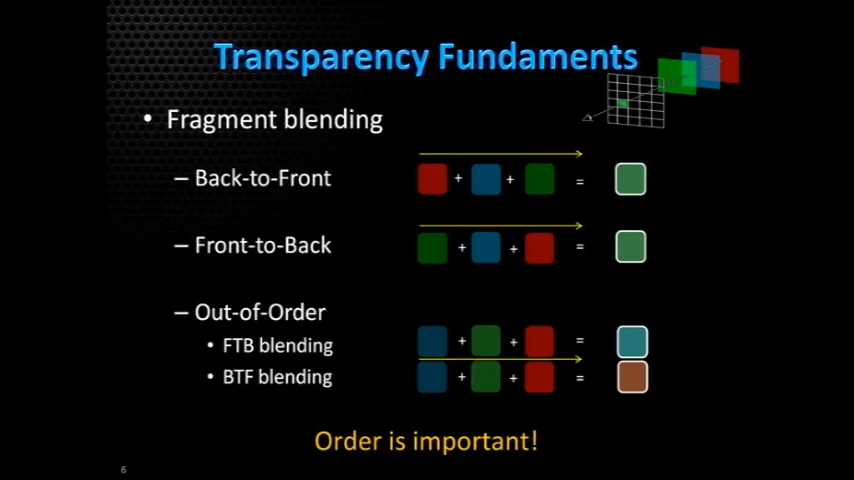 Transparency Fundaments
• Fragment blending
– Back-to-Front
+ + =
– Front-to-Back
+ + =
– Out-of-Order
• FTB blending
+ + =
• BTF blending
+ + =
Order is important!
6